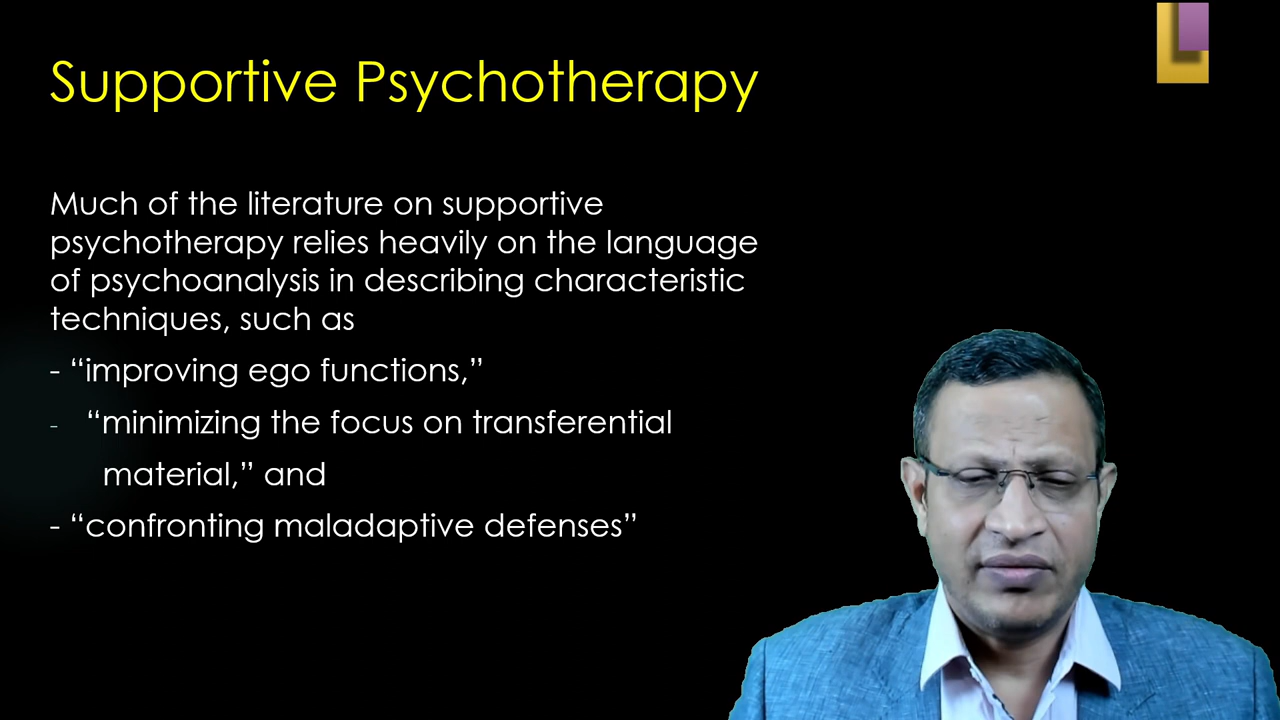 Supportive Psychotherapy
Much of the literature on supportive
psychotherapy relies heavily on the language
of psychoanalysis in describing characteristic
techniques, such as
- “improving ego functions,”
- “minimizing the focus on transferential
material,” and
- “confronting maladaptive defenses”